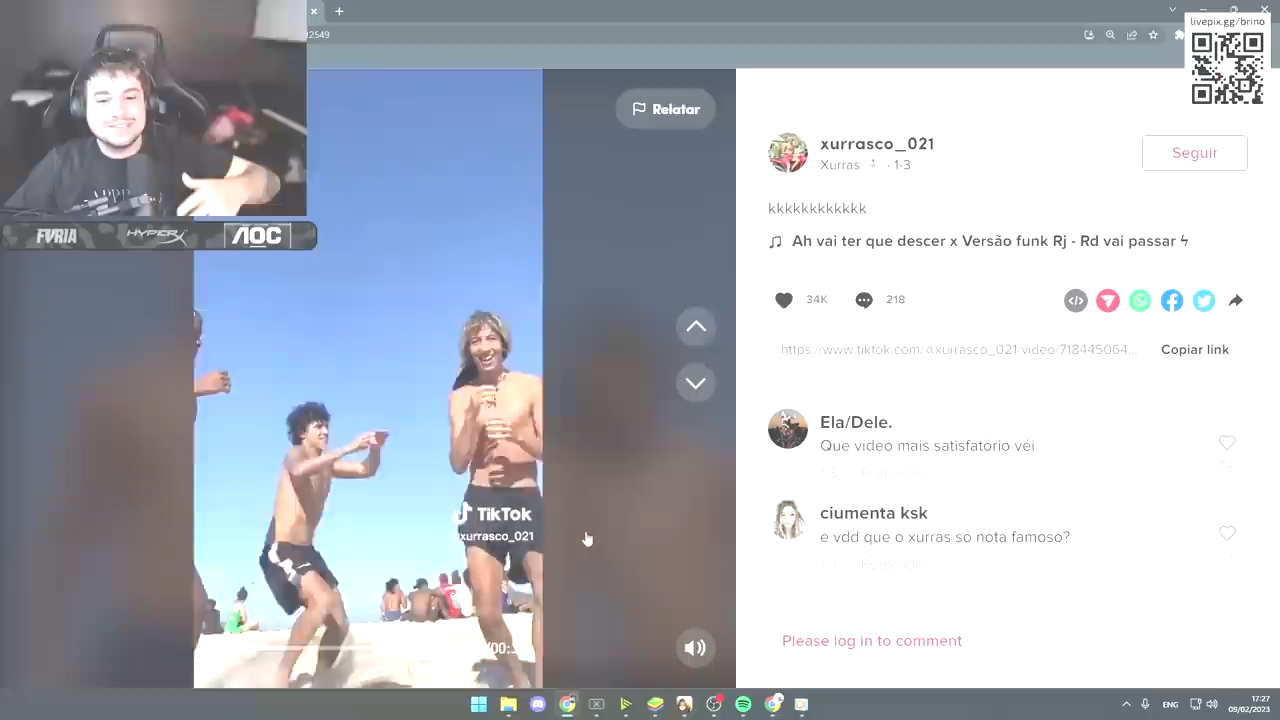 2549
livepix.gg/brino
Relatar
FVRIA
HYPERX
AOC
xurrasco_021
Xurras · 1-3
Seguir
kkkkkkkkkkkk
Ah vai ter que descer x Versão funk Rj - Rd vai passar ϟ
34K
218
https://www.tiktok.com/@xurrasco_021/video/718445064...
Copiar link
Ela/Dele.
Que video mais satisfatório véi
ciumenta ksk
e vdd que o xurras só nota famoso?
TikTok
xurrasco_021
Please log in to comment
ENG
17:27
09/02/2023